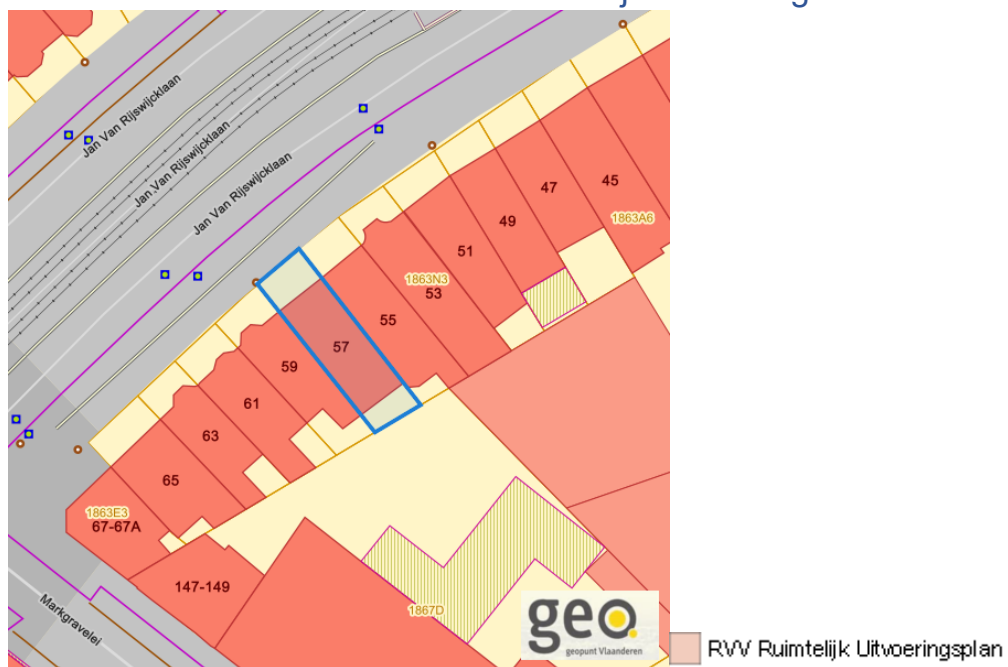 Jan Van Rijswijcklaan
Jan Van Rijswijcklaan
Jan Van Rijswijcklaan
45
1863A6
47
49
51
1863N3
53
55
57
59
61
63
65
1863E3
67-67A
147-149
Markgravelei
1867D
geo.
geopunt Vlaanderen
RVV Ruimtelijk Uitvoeringsplan